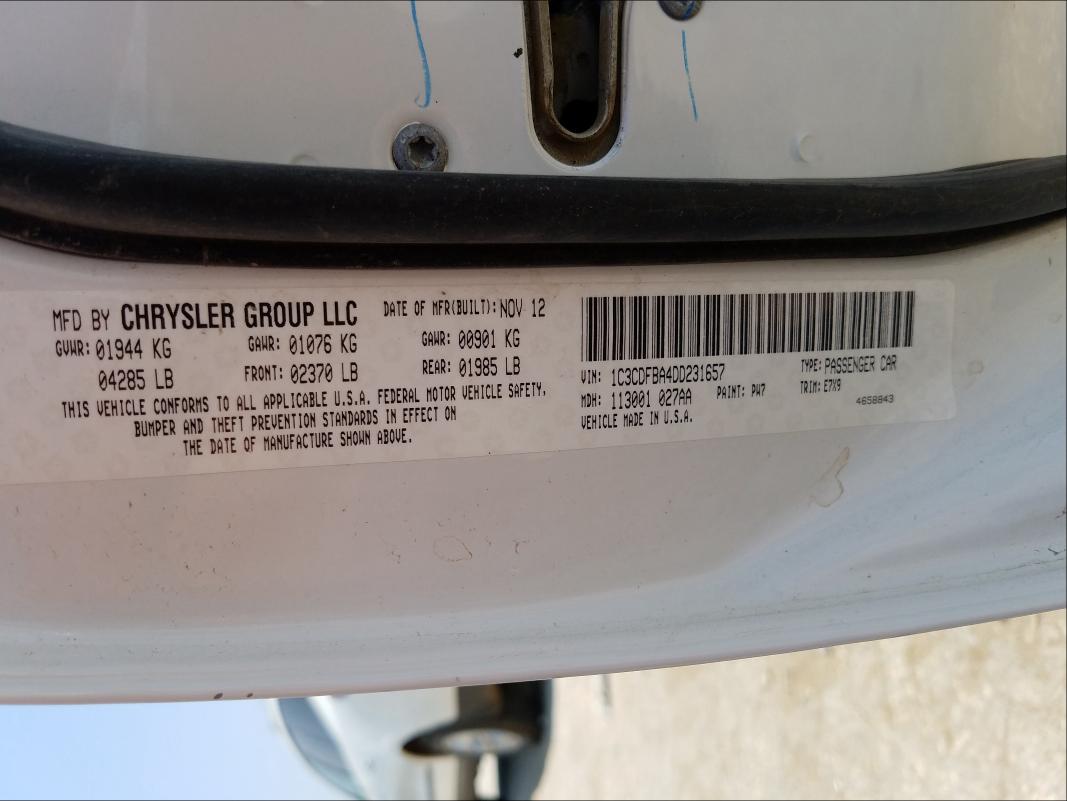 MFD BY CHRYSLER GROUP LLC DATE OF MFR(BUILT): NOV 12
GVWR: 01944 KG GAWR: 01076 KG GAWR: 00901 KG
04285 LB FRONT: 02370 LB REAR: 01985 LB
THIS VEHICLE CONFORMS TO ALL APPLICABLE U.S.A. FEDERAL MOTOR VEHICLE SAFETY,
BUMPER AND THEFT PREVENTION STANDARDS IN EFFECT ON
THE DATE OF MANUFACTURE SHOWN ABOVE.
VIN: 1C3CDFBA4DD231657 TYPE: PASSENGER CAR
MDH: 113001 027AA PAINT: PW7 TRIM: E7X9
VEHICLE MADE IN U.S.A. 4658843